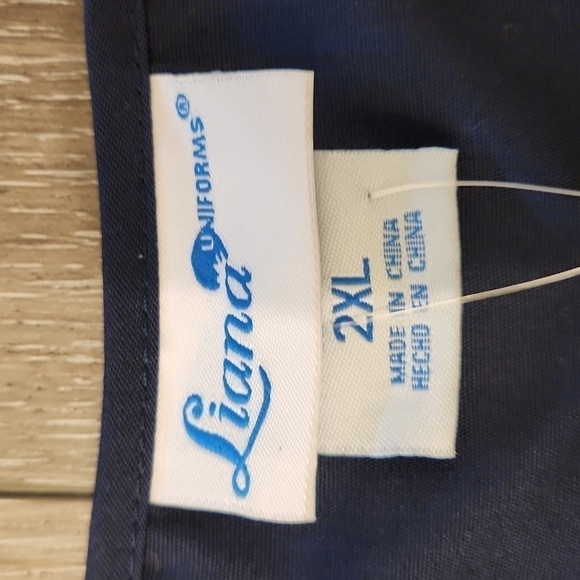 Liana
UNIFORMS®
2XL
MADE IN CHINA
HECHO EN CHINA